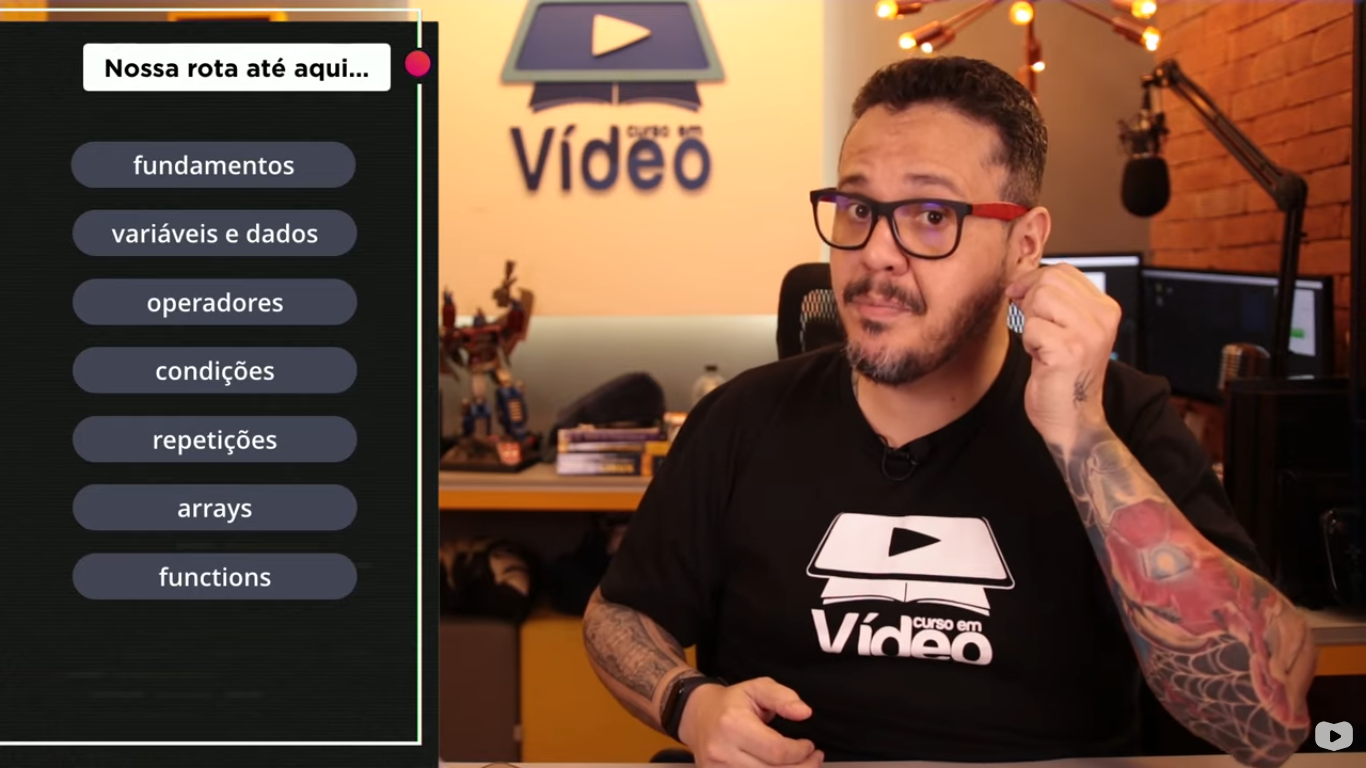 Nossa rota até aqui...
fundamentos
variáveis e dados
operadores
condições
repetições
arrays
functions
curso em
Vídeo
curso em
Vídeo